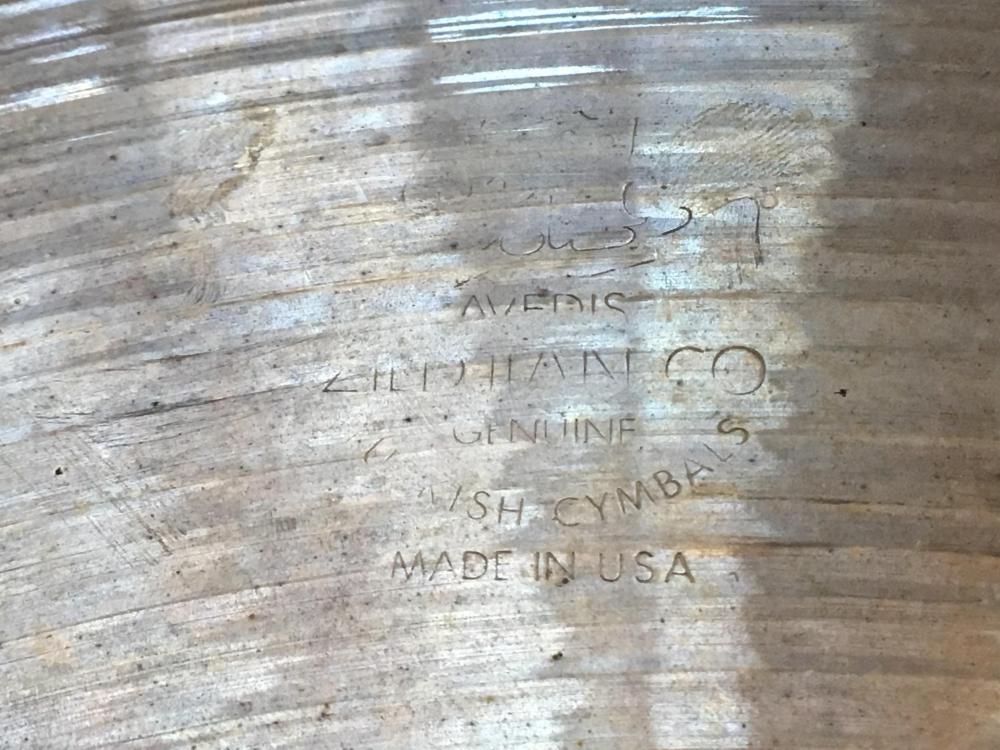 AVEDIS
ZILDJIAN CO
GENUINE
CYMBALS
MADE IN USA